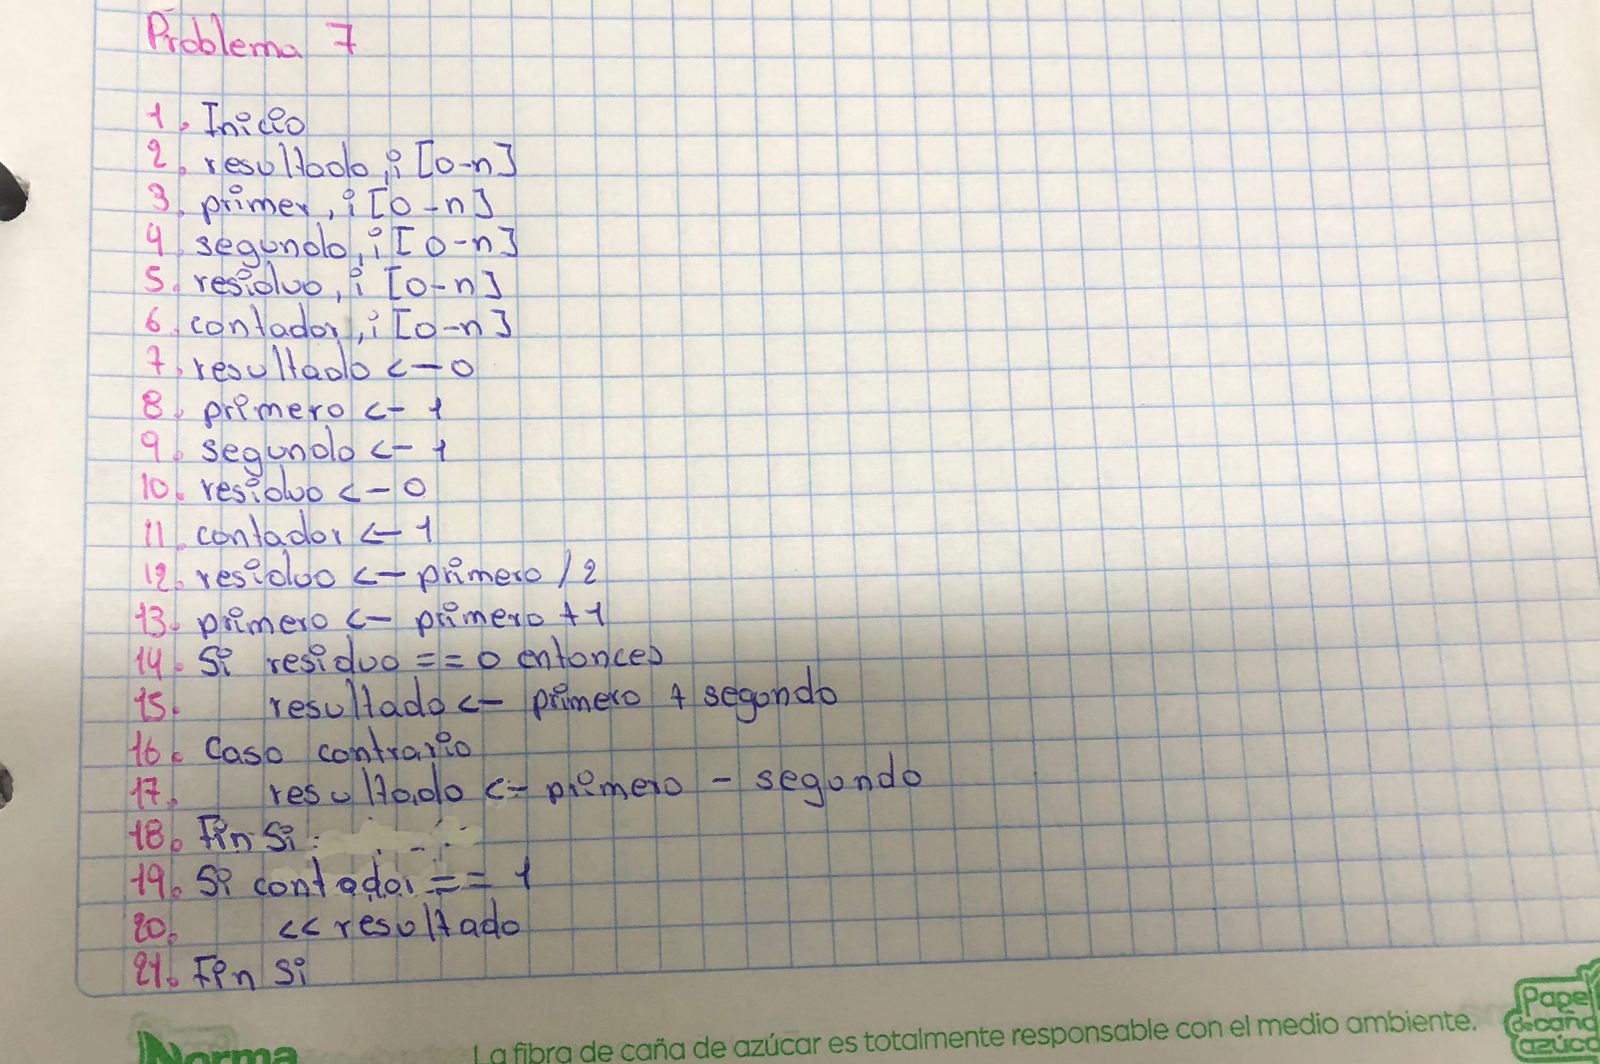 Problema 7
1. Inicio
2. resultado, i [0-n]
3. primer, i [0-n]
4. segundo, i [0-n]
5. residuo, i [0-n]
6. contador, i [0-n]
7. resultado <- 0
8. primero <- 1
9. segundo <- 1
10. residuo <- 0
11. contador <- 1
12. residuo <- primero / 2
13. primero <- primero + 1
14. Si residuo == 0 entonces
15. resultado <- primero + segundo
16. Caso contrario
17. resultado <- primero - segundo
18. Fin Si
19. Si contador == 1
20. << resultado
21. Fin Si
Norma
La fibra de caña de azúcar es totalmente responsable con el medio ambiente.
Papel
de caña
azúca